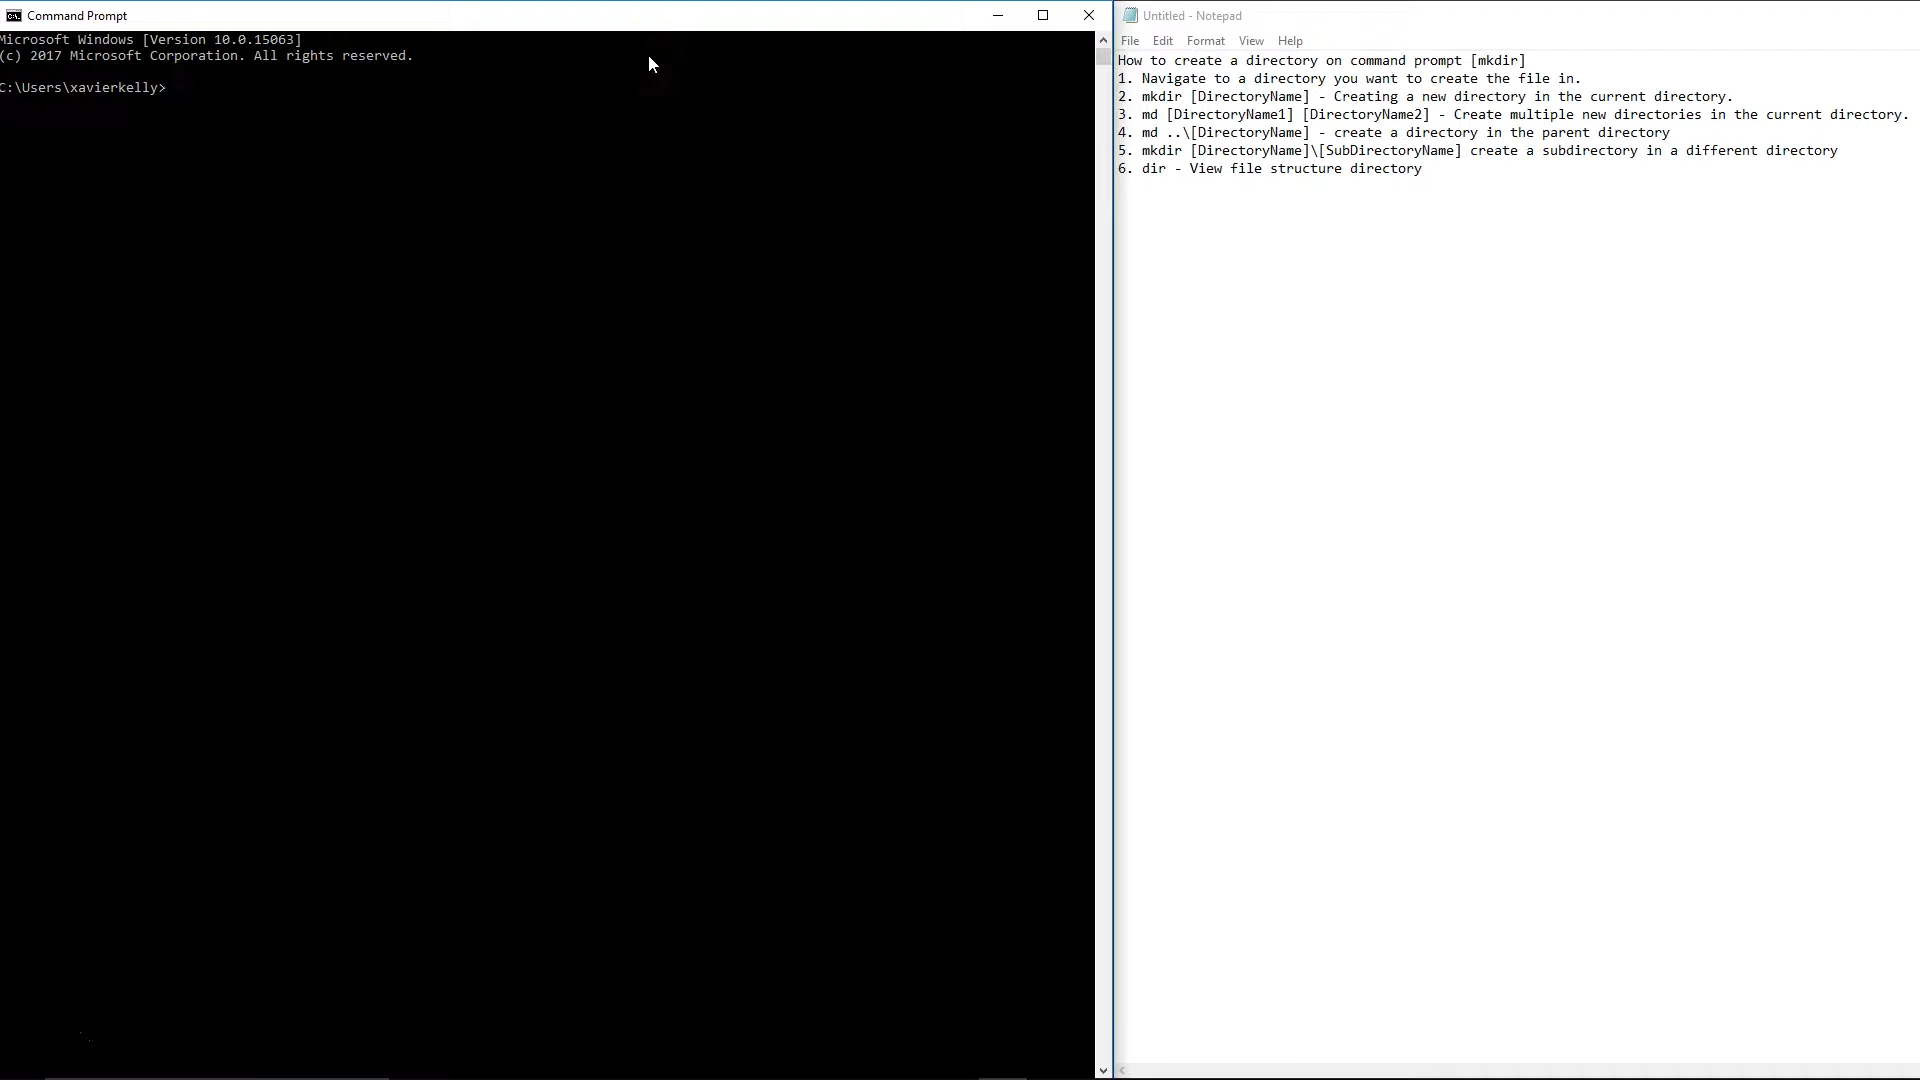 Command Prompt
Microsoft Windows [Version 10.0.15063]
(c) 2017 Microsoft Corporation. All rights reserved.
C:\Users\xavierkelly>
Untitled - Notepad
File Edit Format View Help
How to create a directory on command prompt [mkdir]
1. Navigate to a directory you want to create the file in.
2. mkdir [DirectoryName] - Creating a new directory in the current directory.
3. md [DirectoryName1] [DirectoryName2] - Create multiple new directories in the current directory.
4. md ..\[DirectoryName] - create a directory in the parent directory
5. mkdir [DirectoryName]\[SubDirectoryName] create a subdirectory in a different directory
6. dir - View file structure directory